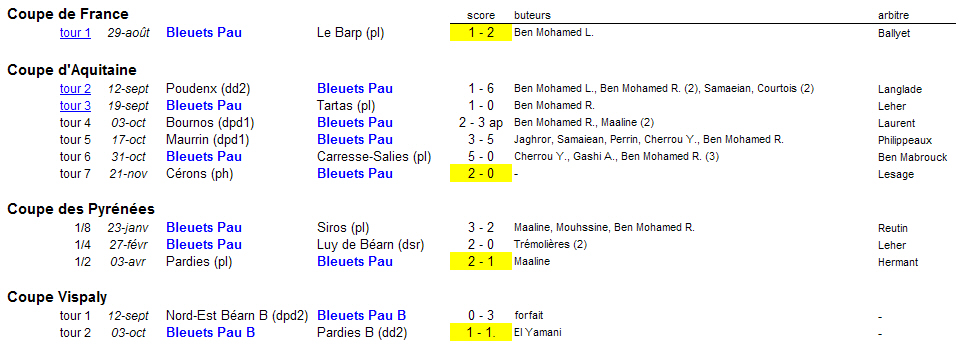 Coupe de France score buteurs arbitre
tour 1 29-août Bleuets Pau Le Barp (pl) 1 - 2 Ben Mohamed L. Ballyet
Coupe d'Aquitaine
tour 2 12-sept Poudenx (dd2) Bleuets Pau 1 - 6 Ben Mohamed L., Ben Mohamed R. (2), Samaeian, Courtois (2) Langlade
tour 3 19-sept Bleuets Pau Tartas (pl) 1 - 0 Ben Mohamed R. Leher
tour 4 03-oct Bournos (dpd1) Bleuets Pau 2 - 3 ap Ben Mohamed R., Maaline (2) Laurent
tour 5 17-oct Maurrin (dpd1) Bleuets Pau 3 - 5 Jaghror, Samaiean, Perrin, Cherrou Y., Ben Mohamed R. Philippeaux
tour 6 31-oct Bleuets Pau Carresse-Salies (pl) 5 - 0 Cherrou Y., Gashi A., Ben Mohamed R. (3) Ben Mabrouck
tour 7 21-nov Cérons (ph) Bleuets Pau 2 - 0 - Lesage
Coupe des Pyrénées
1/8 23-janv Bleuets Pau Siros (pl) 3 - 2 Maaline, Mouhssine, Ben Mohamed R. Reutin
1/4 27-févr Bleuets Pau Luy de Béarn (dsr) 2 - 0 Trémolières (2) Leher
1/2 03-avr Pardies (pl) Bleuets Pau 2 - 1 Maaline Hermant
Coupe Vispaly
tour 1 12-sept Nord-Est Béarn B (dpd2) Bleuets Pau B 0 - 3 forfait -
tour 2 03-oct Bleuets Pau B Pardies B (dd2) 1 - 1. El Yamani -